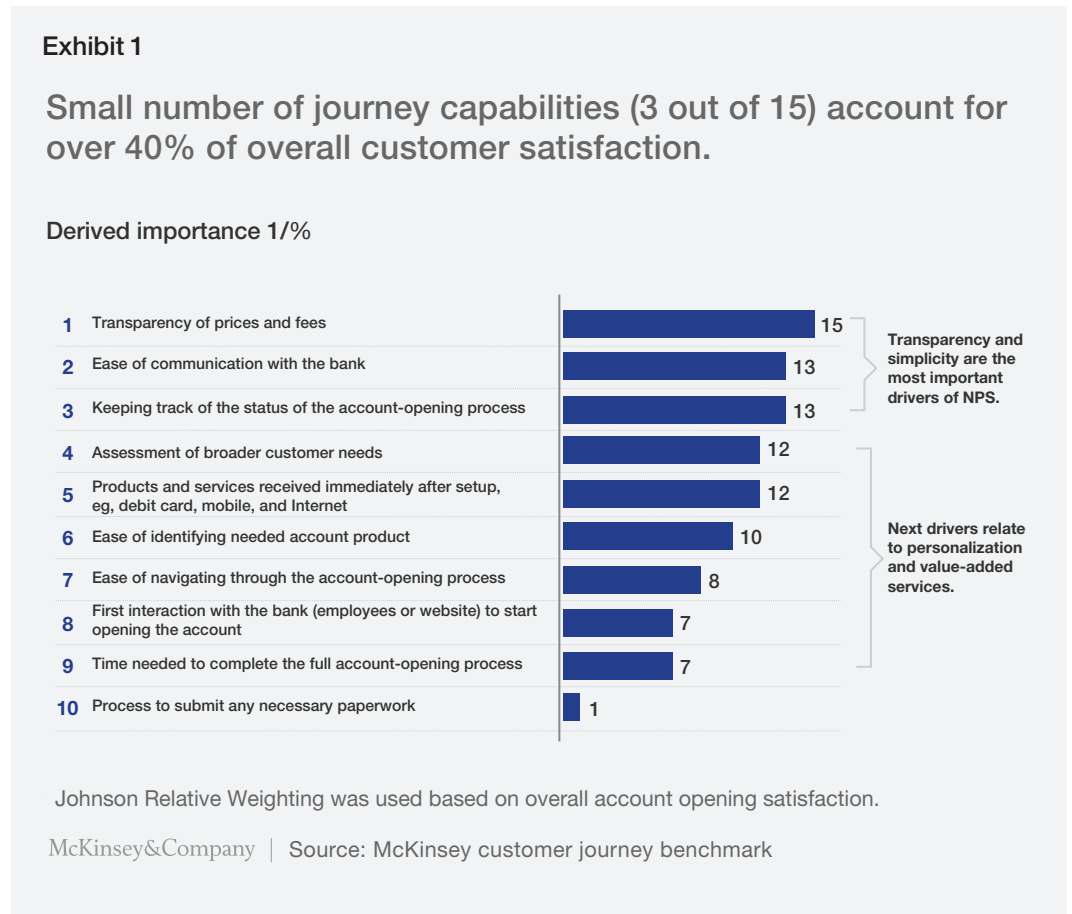 Exhibit 1
Small number of journey capabilities (3 out of 15) account for
over 40% of overall customer satisfaction.
Derived importance 1/%
1 Transparency of prices and fees 15
2 Ease of communication with the bank 13
3 Keeping track of the status of the account-opening process 13
Transparency and
simplicity are the
most important
drivers of NPS.
4 Assessment of broader customer needs 12
5 Products and services received immediately after setup,
eg, debit card, mobile, and Internet 12
6 Ease of identifying needed account product 10
7 Ease of navigating through the account-opening process 8
8 First interaction with the bank (employees or website) to start
opening the account 7
9 Time needed to complete the full account-opening process 7
Next drivers relate
to personalization
and value-added
services.
10 Process to submit any necessary paperwork 1
Johnson Relative Weighting was used based on overall account opening satisfaction.
McKinsey&Company | Source: McKinsey customer journey benchmark